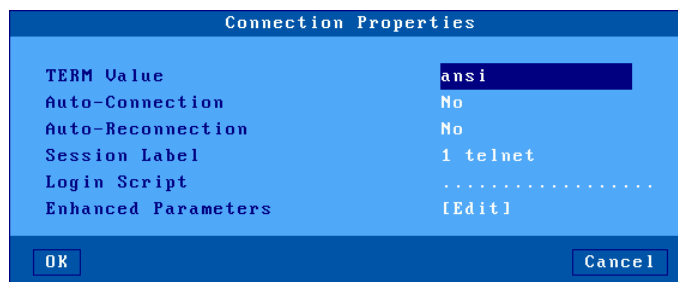 Connection Properties
TERM Value ansi
Auto-Connection No
Auto-Reconnection No
Session Label 1 telnet
Login Script ..................
Enhanced Parameters [Edit]
OK Cancel